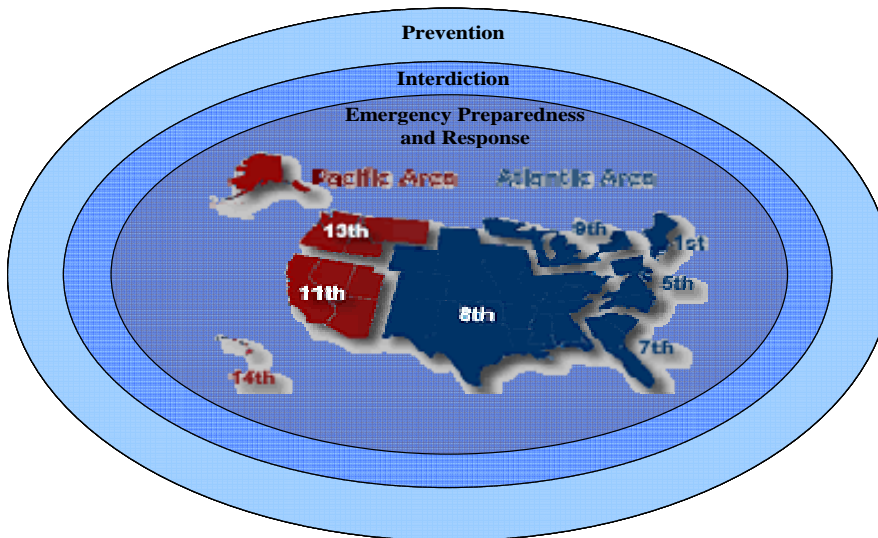 Prevention
Interdiction
Emergency Preparedness
and Response
Pacific Area Atlantic Area
13th 9th 1st
11th 5th
8th
7th
14th